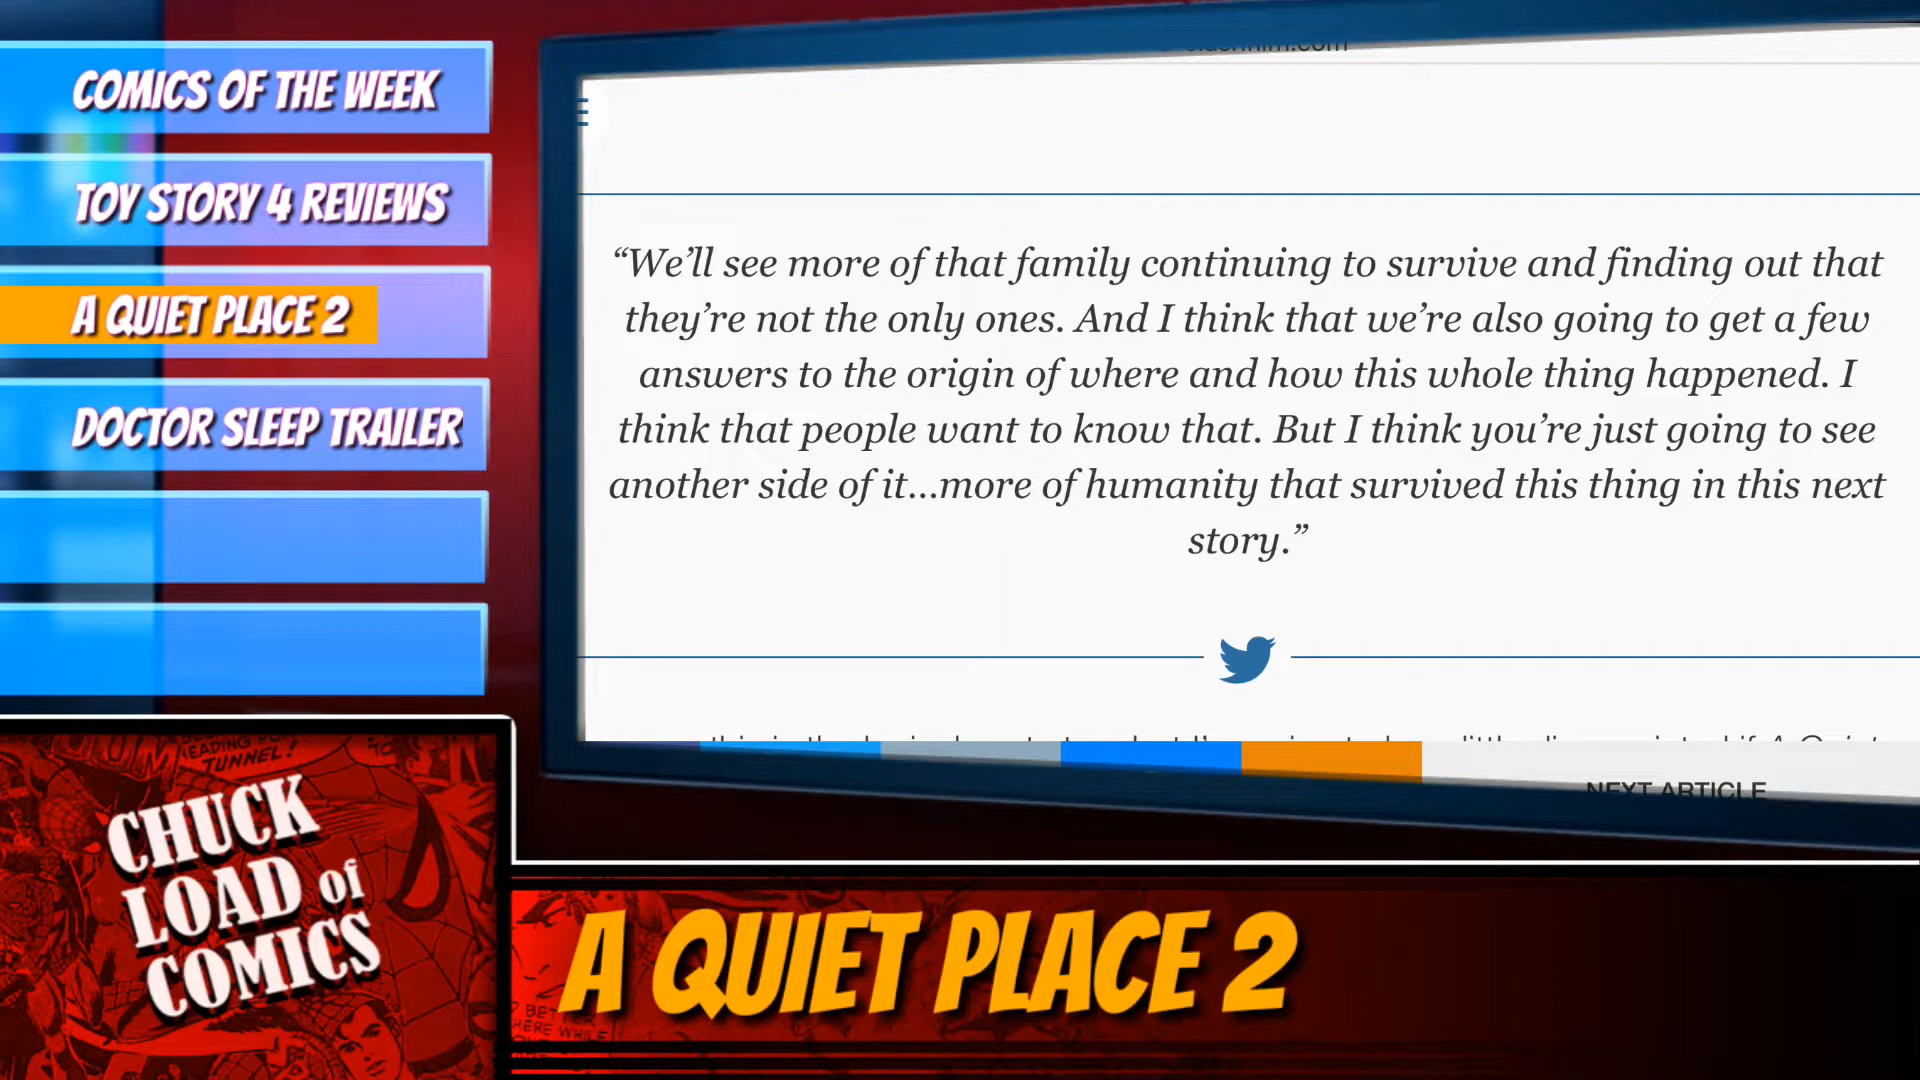 COMICS OF THE WEEK
TOY STORY 4 REVIEWS
A QUIET PLACE 2
DOCTOR SLEEP TRAILER
“We’ll see more of that family continuing to survive and finding out that
they’re not the only ones. And I think that we’re also going to get a few
answers to the origin of where and how this whole thing happened. I
think that people want to know that. But I think you’re just going to see
another side of it...more of humanity that survived this thing in this next
story.”
NEXT ARTICLE
TUNNEL!
CHUCK
LOAD of
COMICS
A QUIET PLACE 2